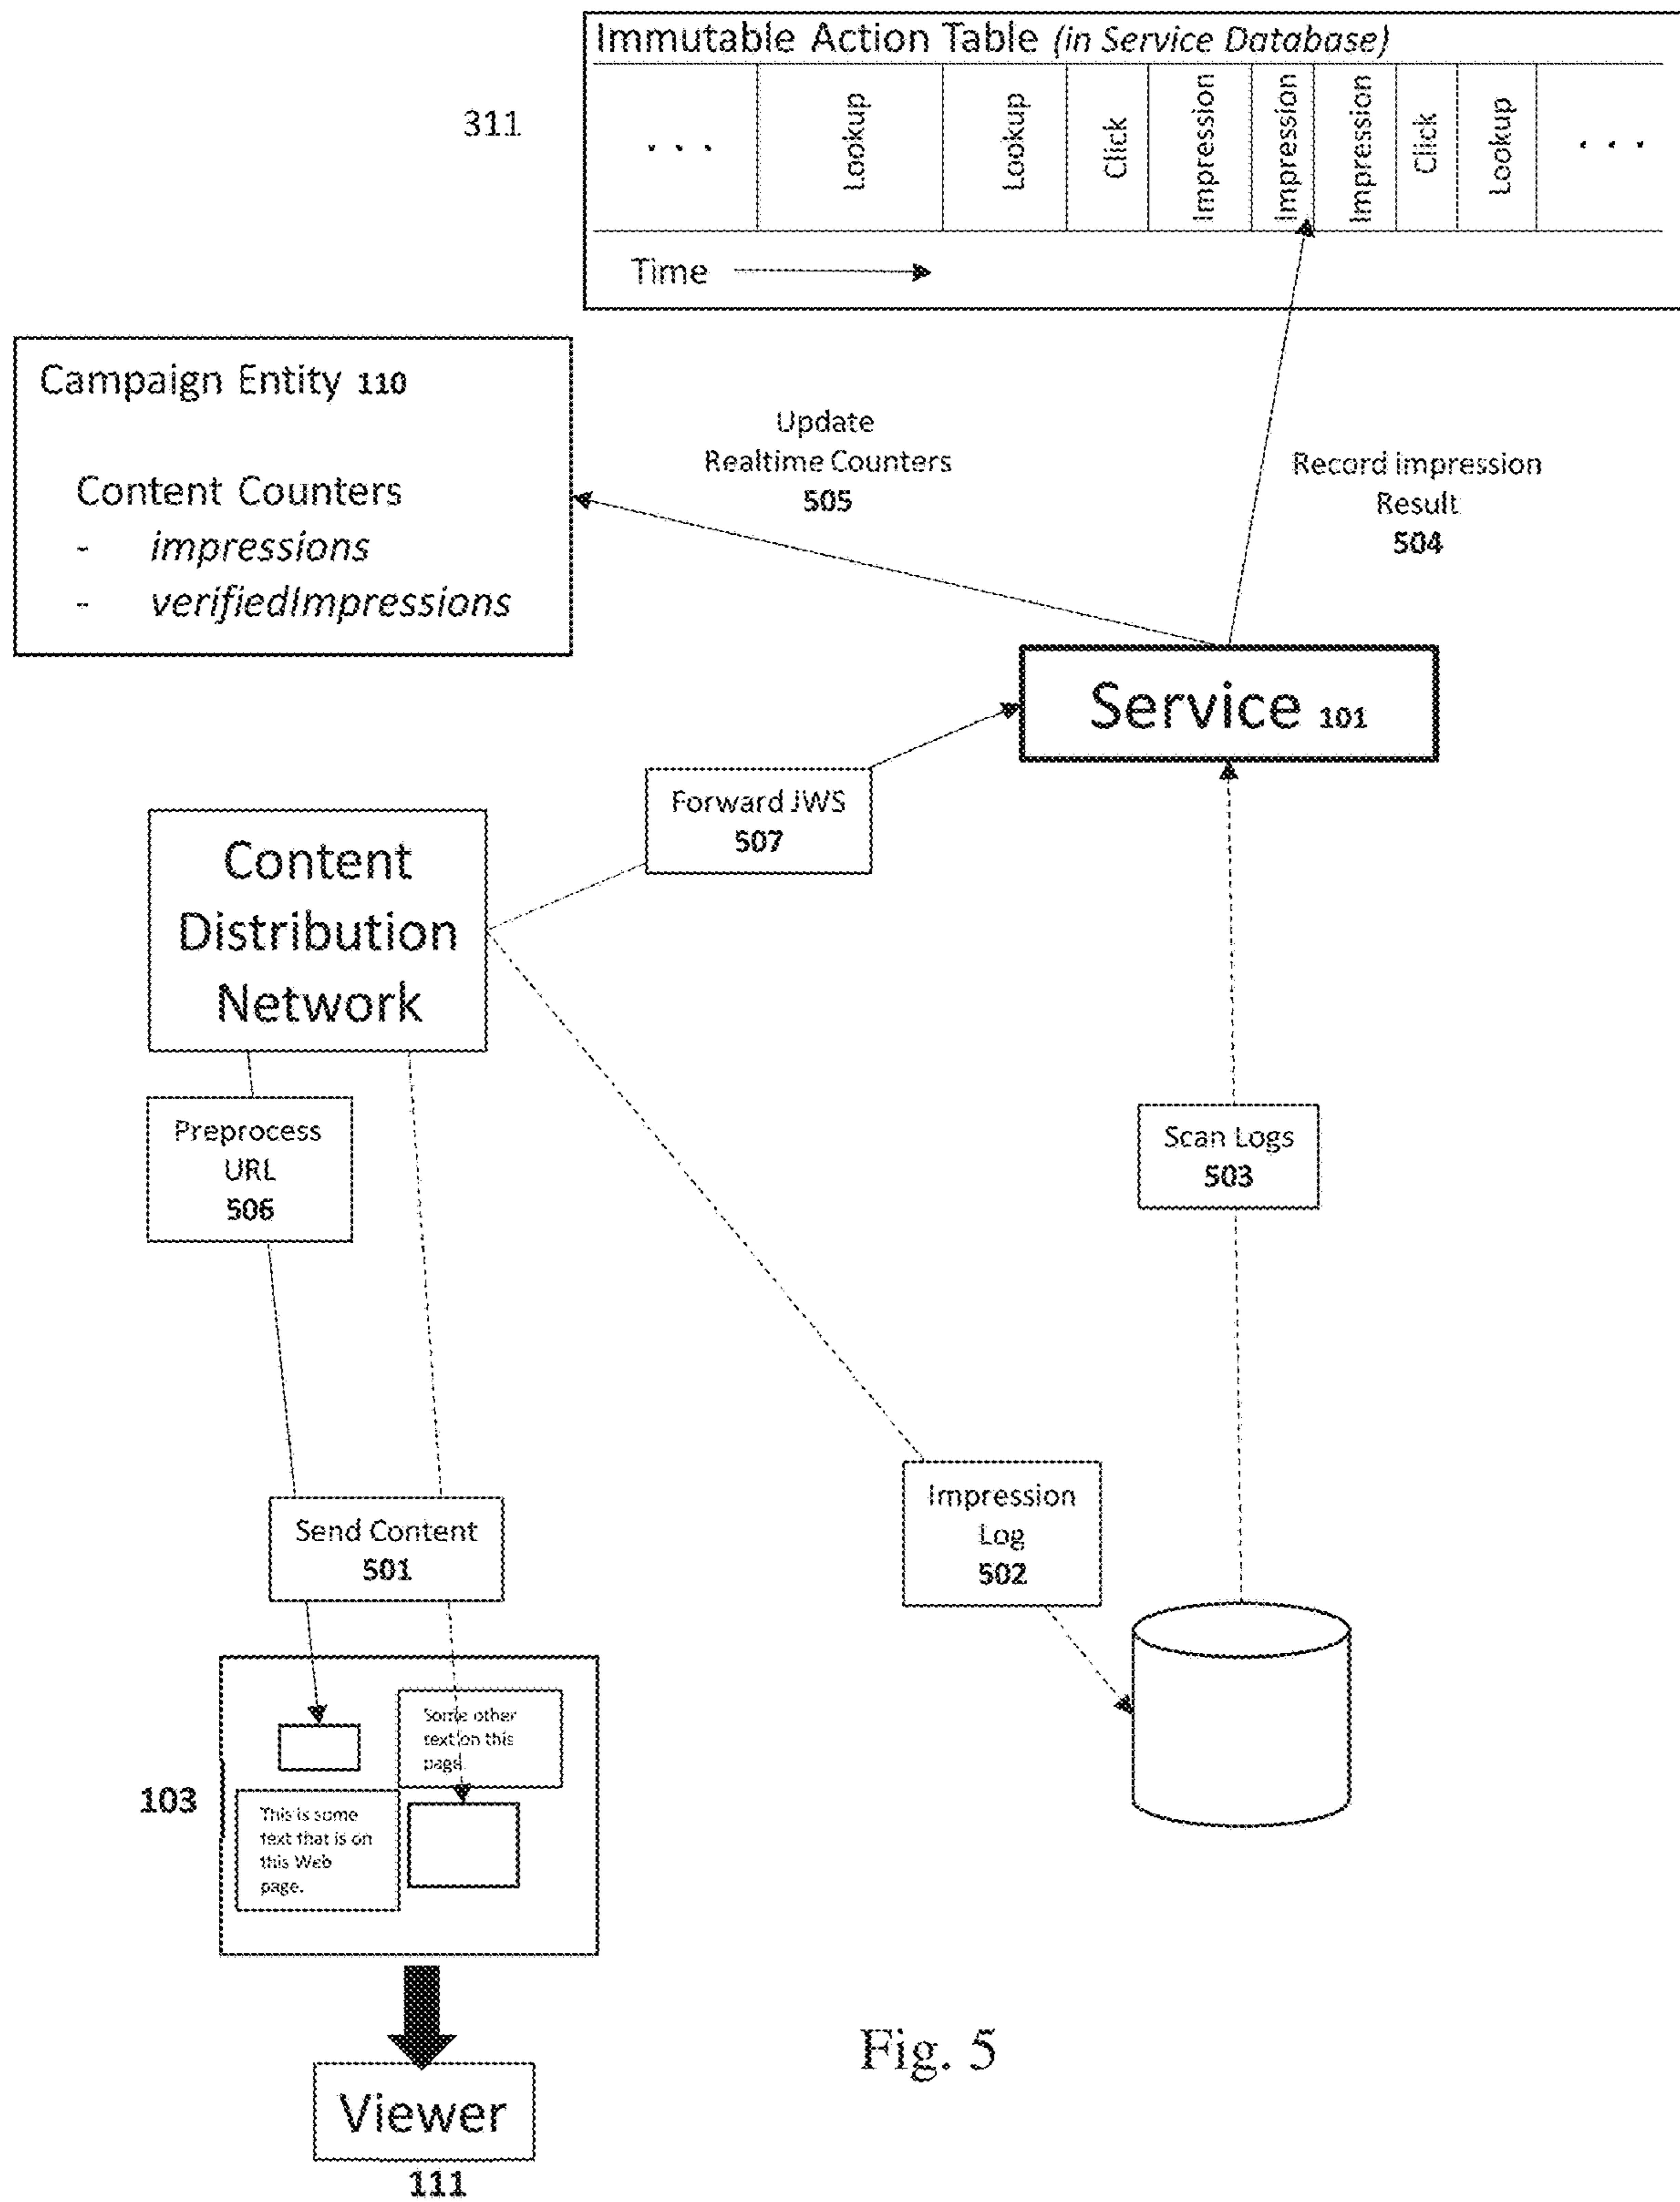 Immutable Action Table (in Service Database)
311
. . .
Lookup
Lookup
Click
Impression
Impression
Impression
Click
Lookup
. . .
Time
Campaign Entity 110
Content Counters
- impressions
- verifiedImpressions
Update
Realtime Counters
505
Record impression
Result
504
Service 101
Forward JWS
507
Content
Distribution
Network
Preprocess
URL
506
Scan Logs
503
Send Content
501
Impression
Log
502
Some other
text on this
page.
103
This is some
text that is on
this Web
page.
Viewer
111
Fig. 5